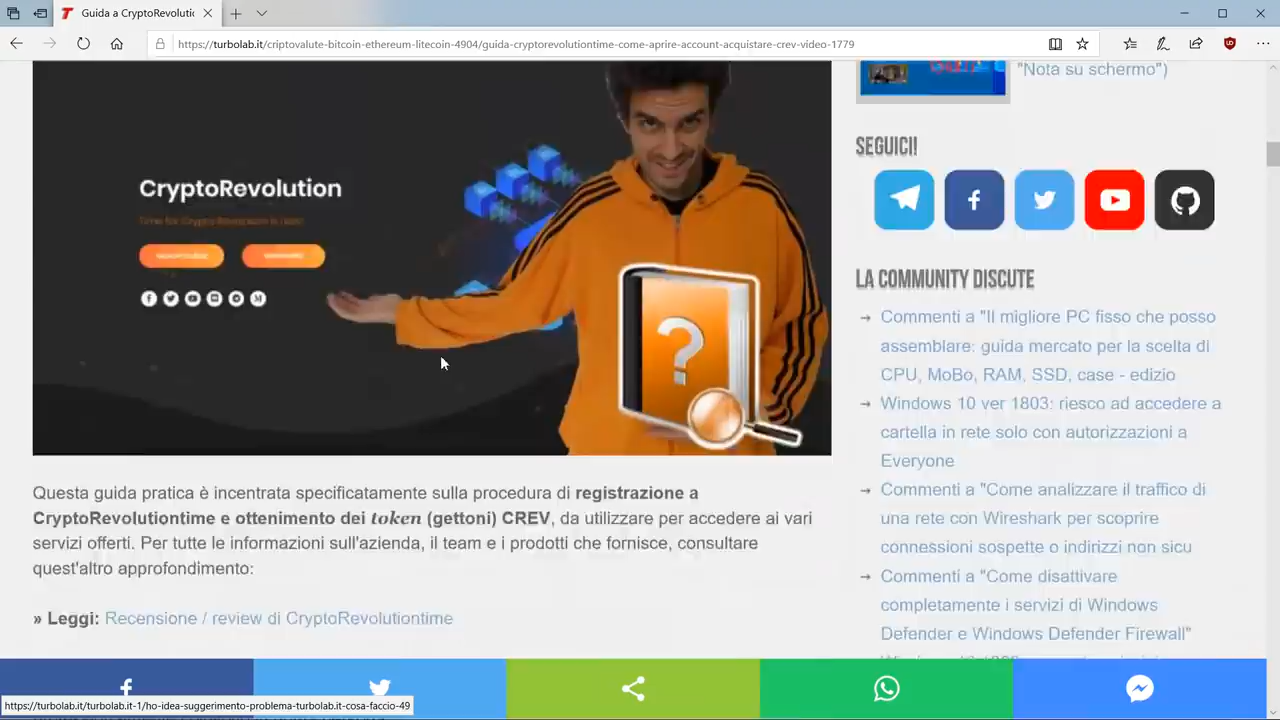 Guida a CryptoRevolutic
https://turbolab.it/criptovalute-bitcoin-ethereum-litecoin-4904/guida-cryptorevolutiontime-come-aprire-account-acquistare-crev-video-1779
"Nota su schermo")
CryptoRevolution
SEGUICI!
LA COMMUNITY DISCUTE
→ Commenti a "Il migliore PC fisso che posso
assemblare: guida mercato per la scelta di
CPU, MoBo, RAM, SSD, case - edizio
→ Windows 10 ver 1803: riesco ad accedere a
cartella in rete solo con autorizzazioni a
Everyone
→ Commenti a "Come analizzare il traffico di
una rete con Wireshark per scoprire
connessioni sospette o indirizzi non sicu
→ Commenti a "Come disattivare
completamente i servizi di Windows
Defender e Windows Defender Firewall"
Questa guida pratica è incentrata specificatamente sulla procedura di registrazione a
CryptoRevolutiontime e ottenimento dei token (gettoni) CREV, da utilizzare per accedere ai vari
servizi offerti. Per tutte le informazioni sull'azienda, il team e i prodotti che fornisce, consultare
quest'altro approfondimento:
» Leggi: Recensione / review di CryptoRevolutiontime
https://turbolab.it/turbolab-1/ho-idea-suggerimento-problema-turbolab.it-cosa-faccio-49